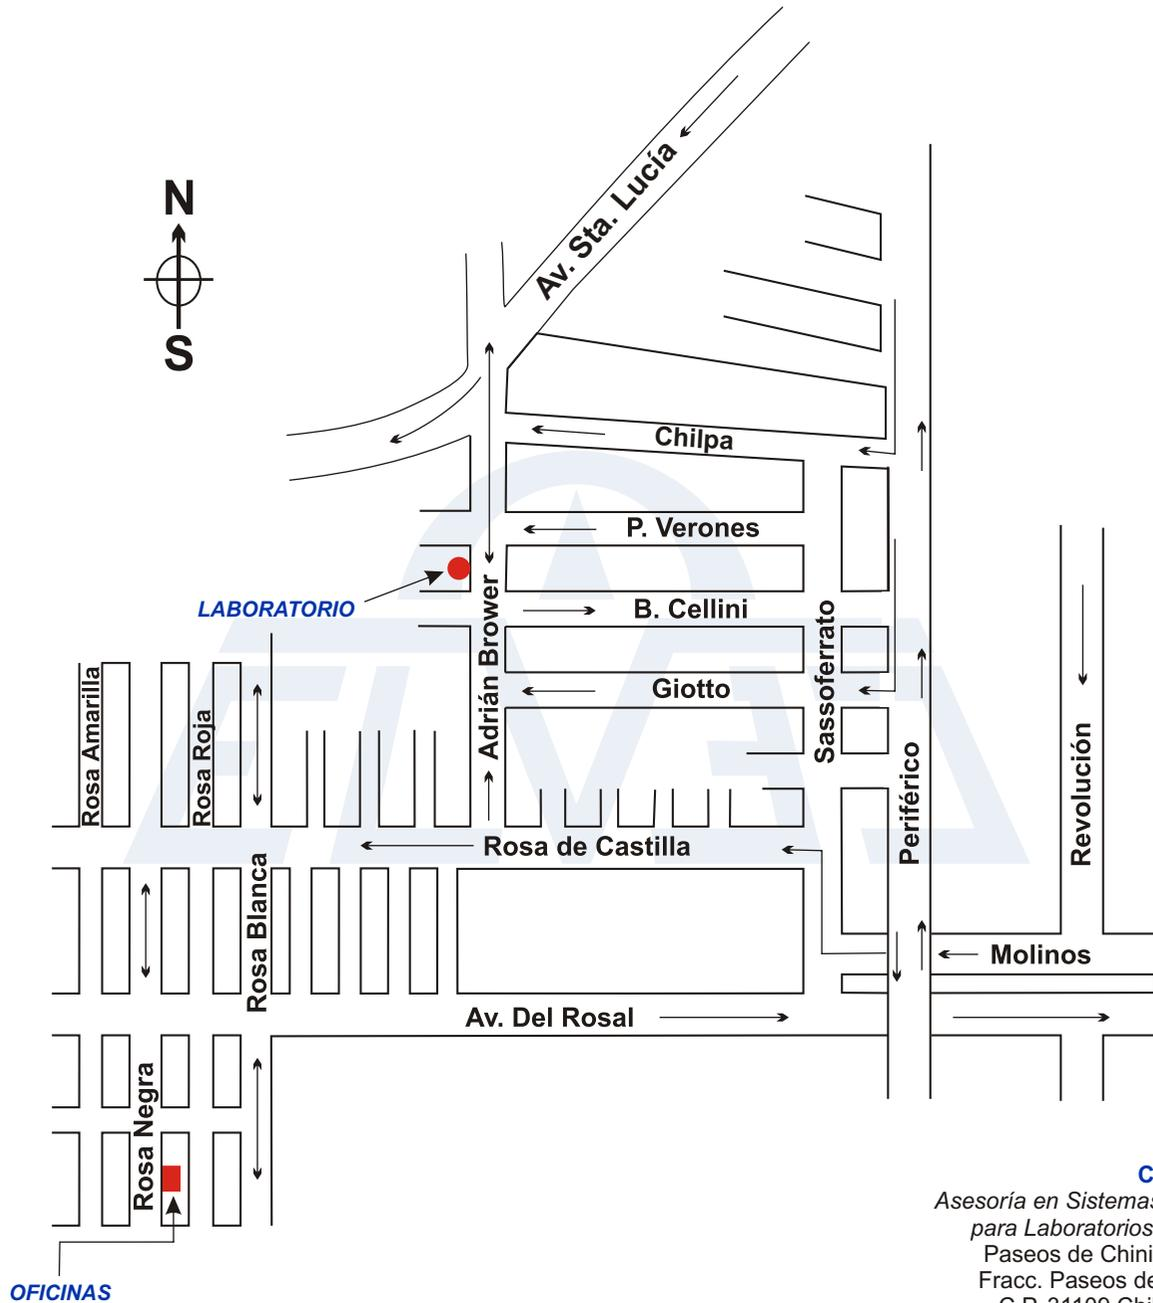 N
S
Av. Sta. Lucía
Chilpa
P. Verones
LABORATORIO
B. Cellini
Adrián Brower
Giotto
Sassoferrato
Rosa Amarilla
Rosa Roja
Revolución
Periférico
Rosa de Castilla
Rosa Blanca
Molinos
Av. Del Rosal
Rosa Negra
OFICINAS
ELMEA
C
Asesoría en Sistemas
para Laboratorios
Paseos de Chini
Fracc. Paseos de